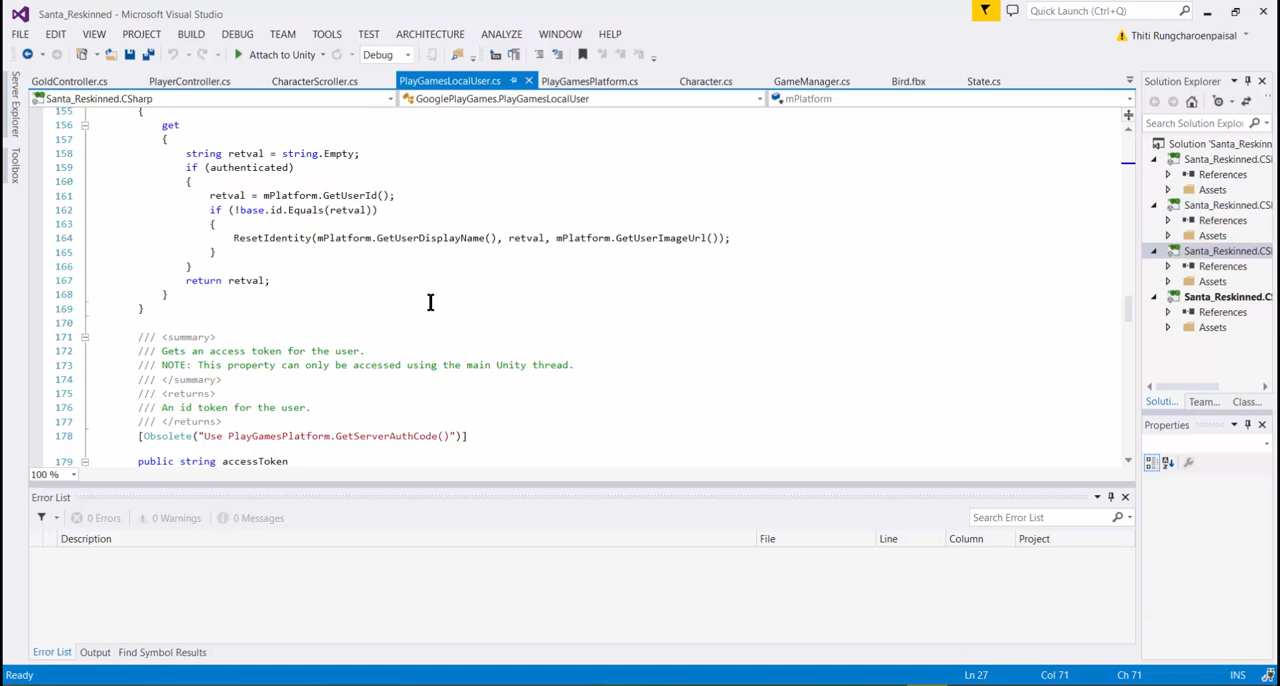 Santa_Reskinned - Microsoft Visual Studio
Quick Launch (Ctrl+Q)
FILE EDIT VIEW PROJECT BUILD DEBUG TEAM TOOLS TEST ARCHITECTURE ANALYZE WINDOW HELP
Thiti Rungcharoenpaisal
Attach to Unity Debug
GoldController.cs PlayerController.cs CharacterScroller.cs PlayGamesLocalUser.cs PlayGamesPlatform.cs Character.cs GameManager.cs Bird.fbx State.cs
Santa_Reskinned.CSharp GooglePlayGames.PlayGamesLocalUser mPlatform
Server Explorer
Toolbox
155 {
156 get
157 {
158 string retval = string.Empty;
159 if (authenticated)
160 {
161 retval = mPlatform.GetUserId();
162 if (!base.id.Equals(retval))
163 {
164 ResetIdentity(mPlatform.GetUserDisplayName(), retval, mPlatform.GetUserImageUrl());
165 }
166 }
167 return retval;
168 }
169 }
170
171 /// <summary>
172 /// Gets an access token for the user.
173 /// NOTE: This property can only be accessed using the main Unity thread.
174 /// </summary>
175 /// <returns>
176 /// An id token for the user.
177 /// </returns>
178 [Obsolete("Use PlayGamesPlatform.GetServerAuthCode()")]
179 public string accessToken
100 %
Solution Explorer
Search Solution Explo
Solution 'Santa_Reskinn
Santa_Reskinned.CSI
References
Assets
Santa_Reskinned.CSI
References
Assets
Santa_Reskinned.CSI
References
Assets
Santa_Reskinned.C
References
Assets
Soluti... Team... Class...
Properties
Error List
0 Errors 0 Warnings 0 Messages
Search Error List
Description File Line Column Project
Error List Output Find Symbol Results
Ready Ln 27 Col 71 Ch 71 INS